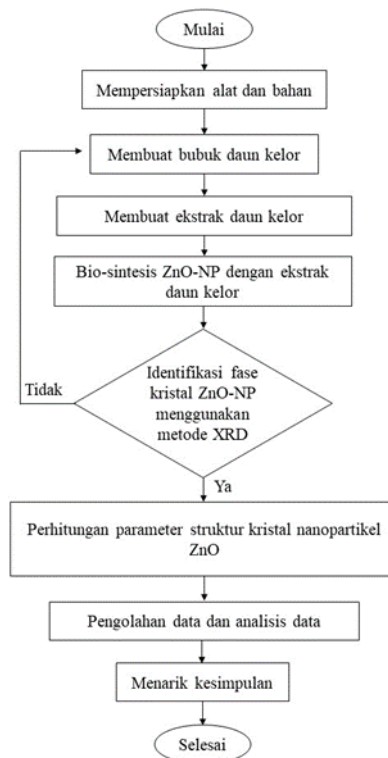 Mulai
Mempersiapkan alat dan bahan
Membuat bubuk daun kelor
Membuat ekstrak daun kelor
Bio-sintesis ZnO-NP dengan ekstrak
daun kelor
Identifikasi fase
kristal ZnO-NP
menggunakan
metode XRD
Tidak
Ya
Perhitungan parameter struktur kristal nanopartikel
ZnO
Pengolahan data dan analisis data
Menarik kesimpulan
Selesai